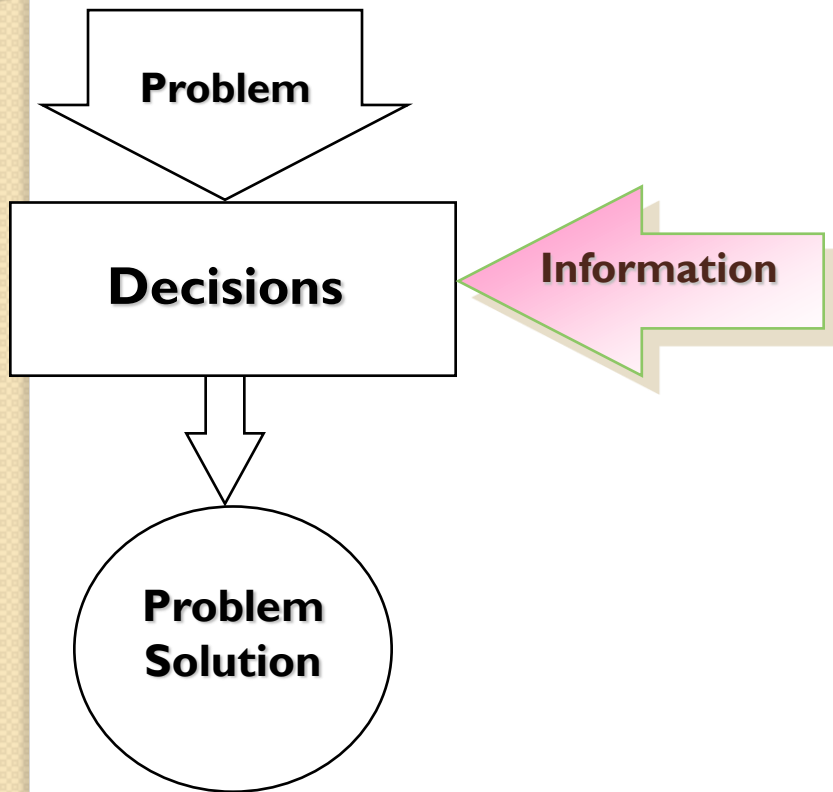 Problem
Decisions
Information
Problem
Solution